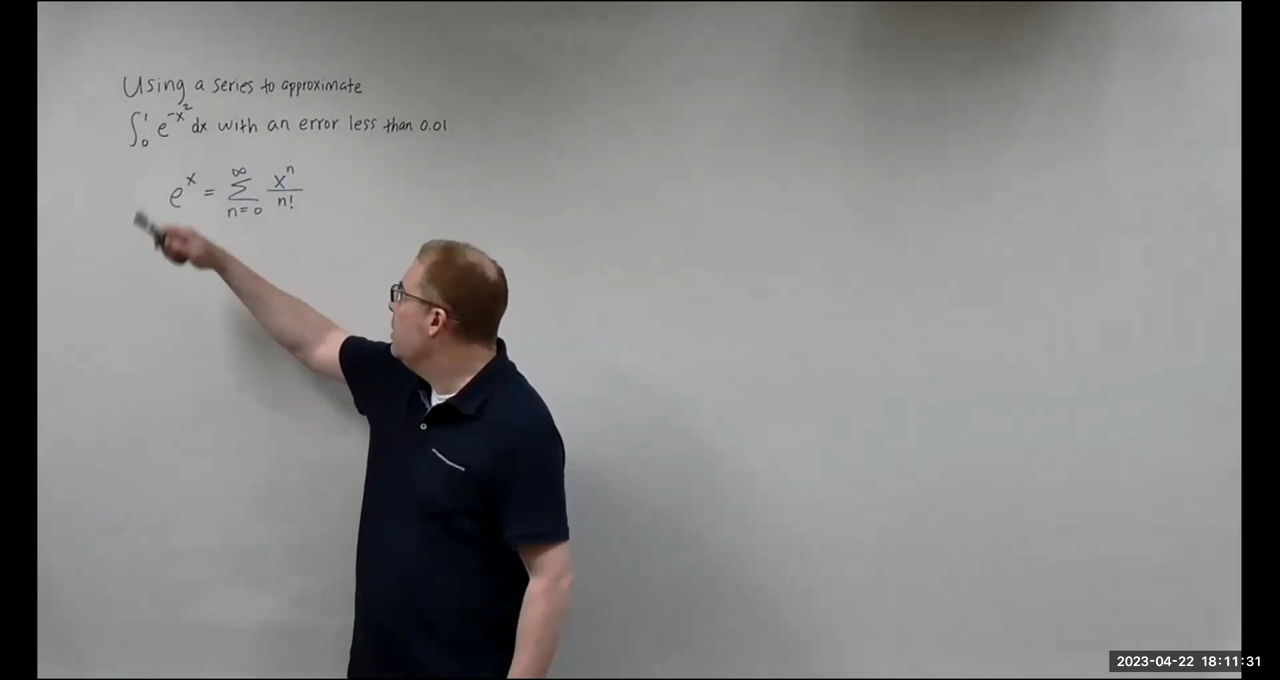 Using a series to approximate
∫₀¹ e^{-x²} dx with an error less than 0.01
e^x = ∑_{n=0}^{∞} x^n / n!
2023-04-22 18:11:31